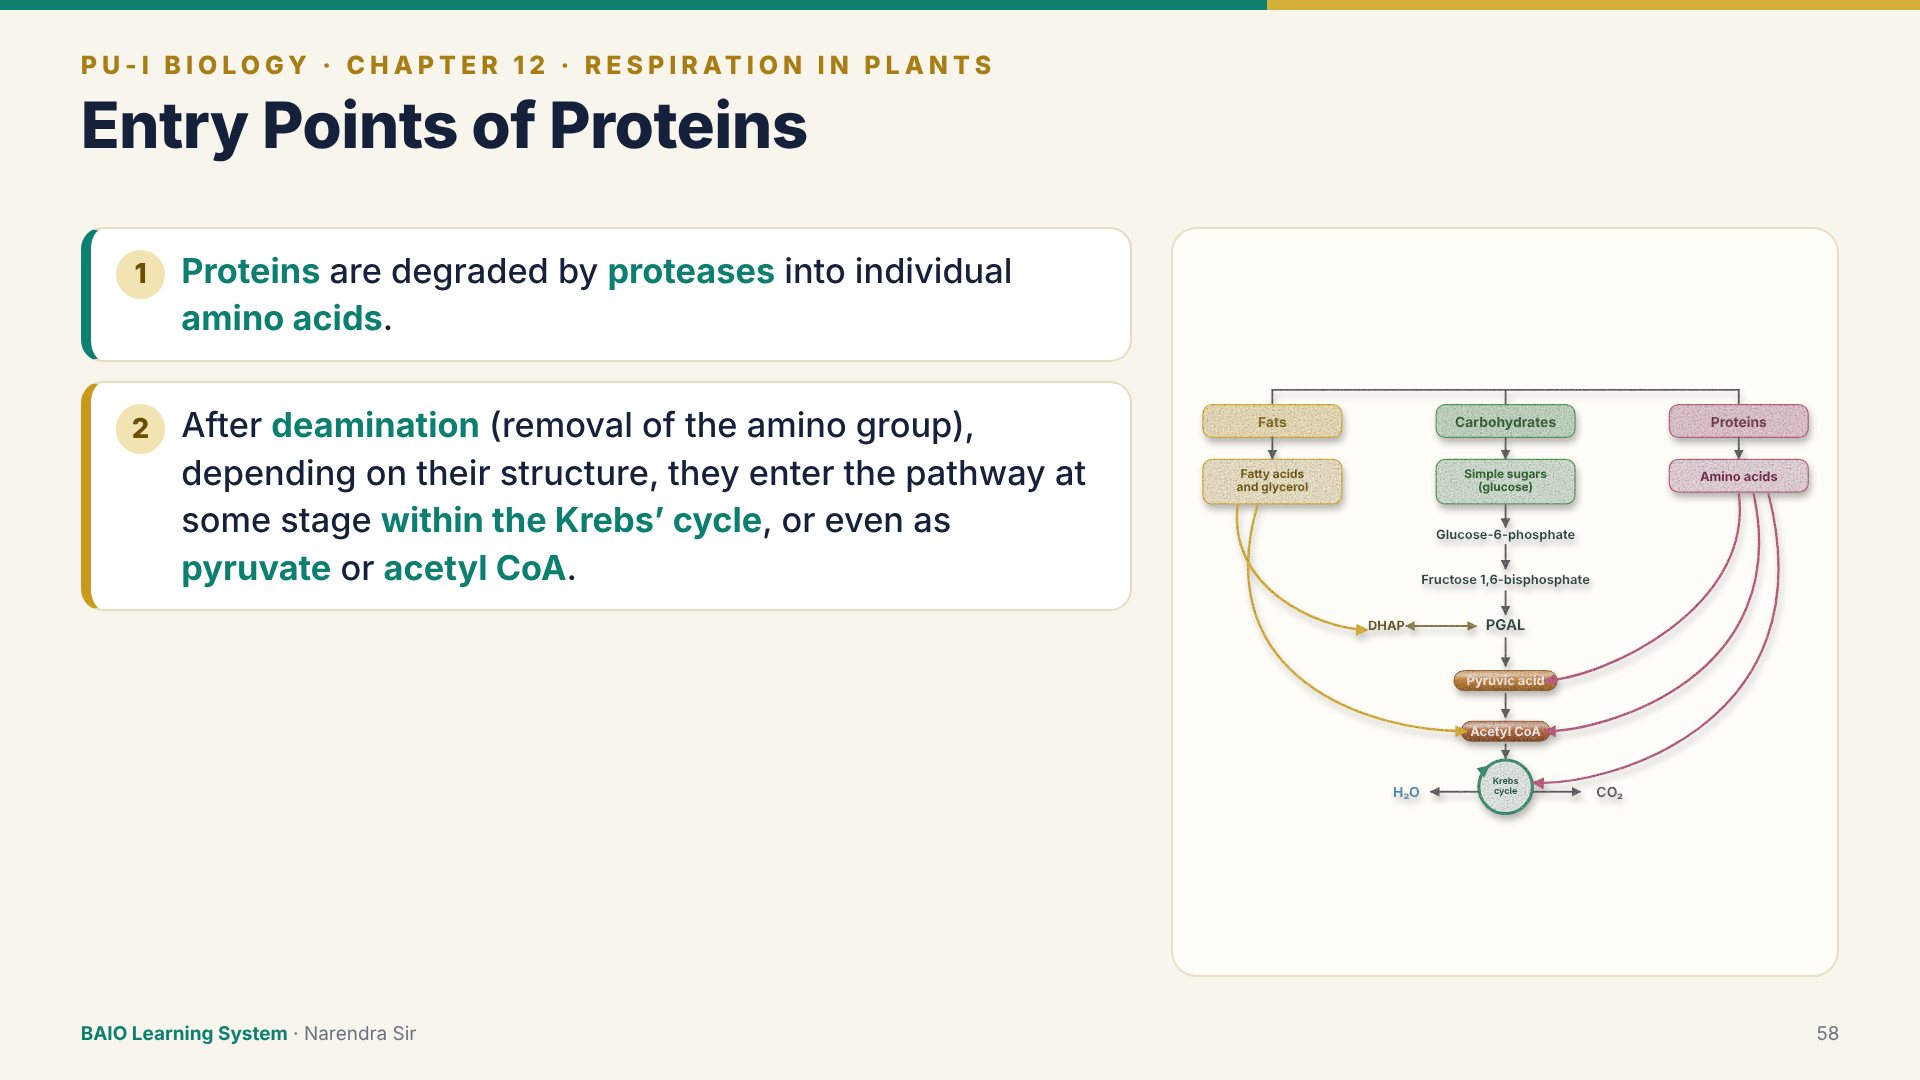 PU-I BIOLOGY · CHAPTER 12 · RESPIRATION IN PLANTS
Entry Points of Proteins
1
Proteins are degraded by proteases into individual
amino acids.
2
After deamination (removal of the amino group),
depending on their structure, they enter the pathway at
some stage within the Krebs’ cycle, or even as
pyruvate or acetyl CoA.
Fats
Carbohydrates
Proteins
Fatty acids
and glycerol
Simple sugars
(glucose)
Amino acids
Glucose-6-phosphate
Fructose 1,6-bisphosphate
DHAP
PGAL
Pyruvic acid
Acetyl CoA
Krebs
cycle
H₂O
CO₂
BAIO Learning System · Narendra Sir
58